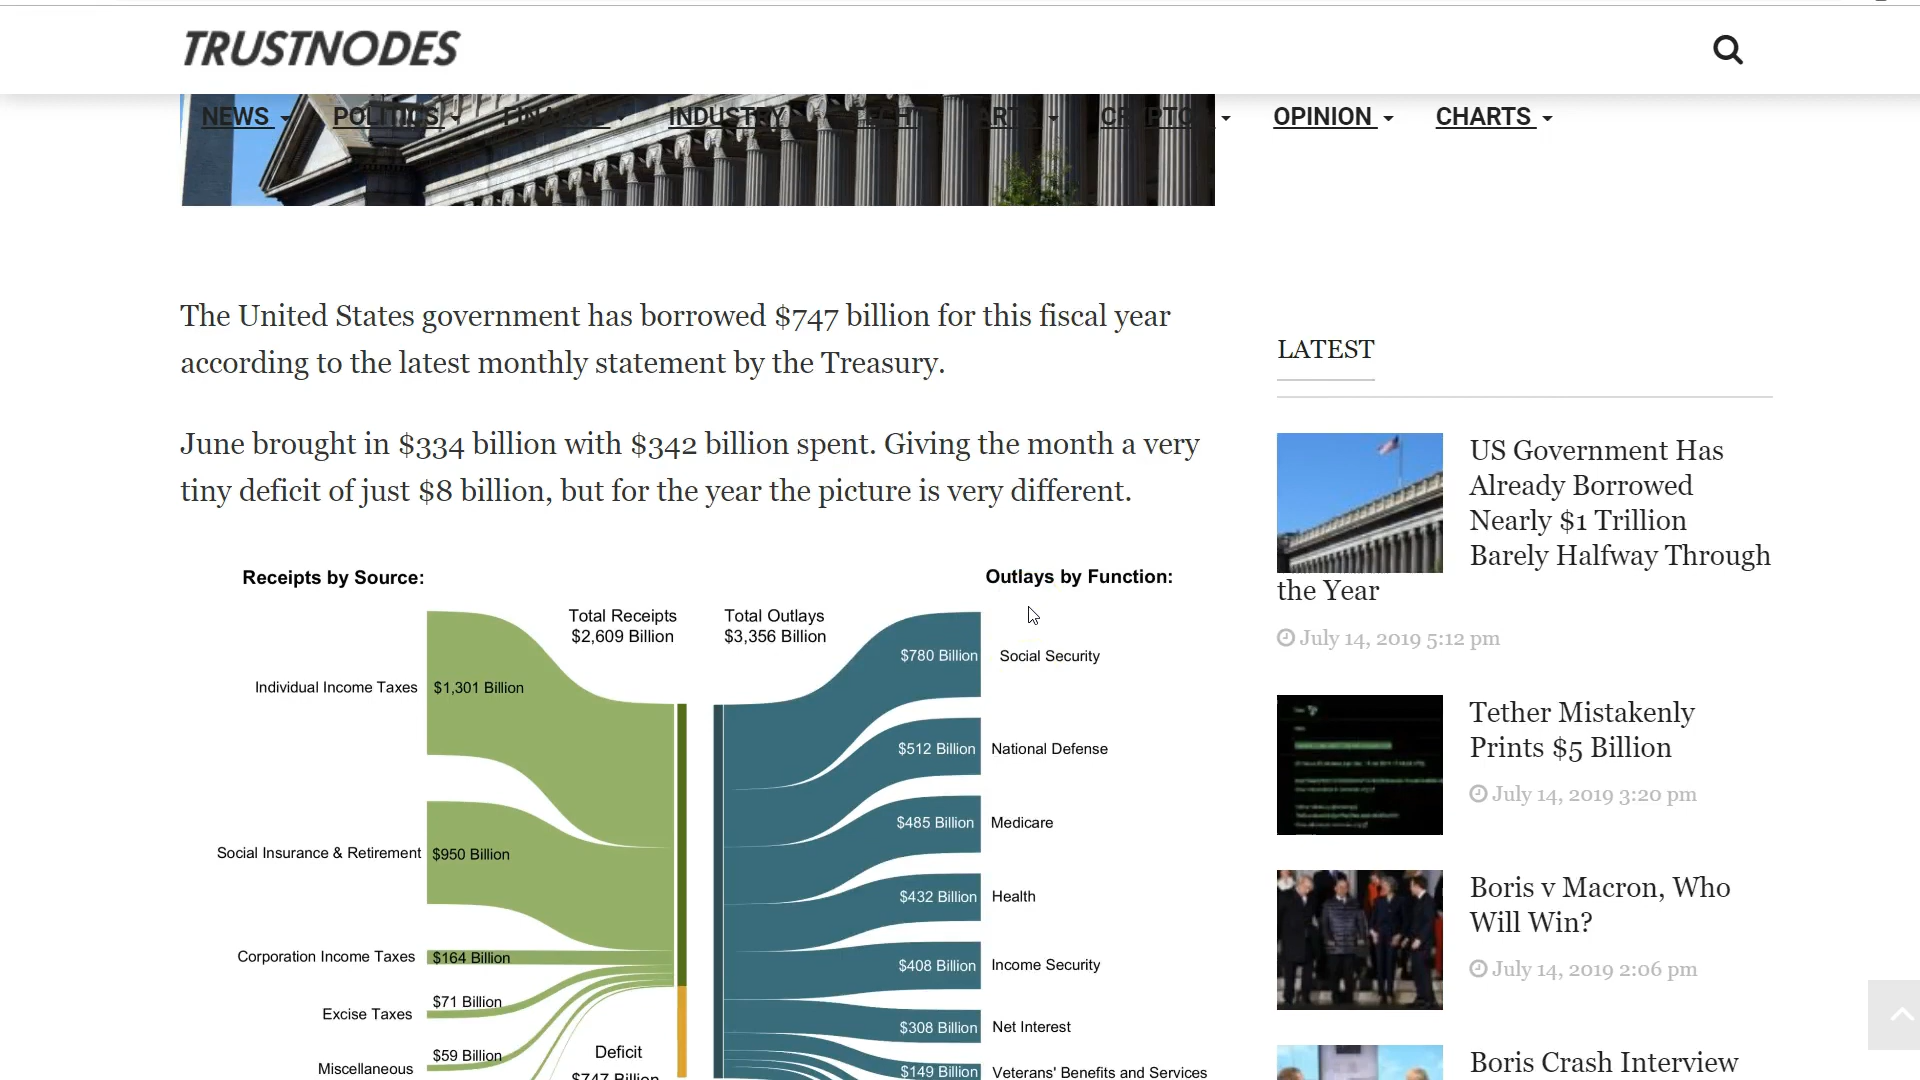 TRUSTNODES
NEWS POLITICS FINANCE INDUSTRY TECH ARTS CRYPTO OPINION CHARTS
The United States government has borrowed $747 billion for this fiscal year
according to the latest monthly statement by the Treasury.
June brought in $334 billion with $342 billion spent. Giving the month a very
tiny deficit of just $8 billion, but for the year the picture is very different.
Receipts by Source:
Outlays by Function:
Total Receipts
$2,609 Billion
Total Outlays
$3,356 Billion
Individual Income Taxes $1,301 Billion
Social Insurance & Retirement $950 Billion
Corporation Income Taxes $164 Billion
Excise Taxes $71 Billion
Miscellaneous $59 Billion
Deficit
$747 Billion
$780 Billion Social Security
$512 Billion National Defense
$485 Billion Medicare
$432 Billion Health
$408 Billion Income Security
$308 Billion Net Interest
$149 Billion Veterans' Benefits and Services
LATEST
US Government Has
Already Borrowed
Nearly $1 Trillion
Barely Halfway Through
the Year
July 14, 2019 5:12 pm
Tether Mistakenly
Prints $5 Billion
July 14, 2019 3:20 pm
Boris v Macron, Who
Will Win?
July 14, 2019 2:06 pm
Boris Crash Interview